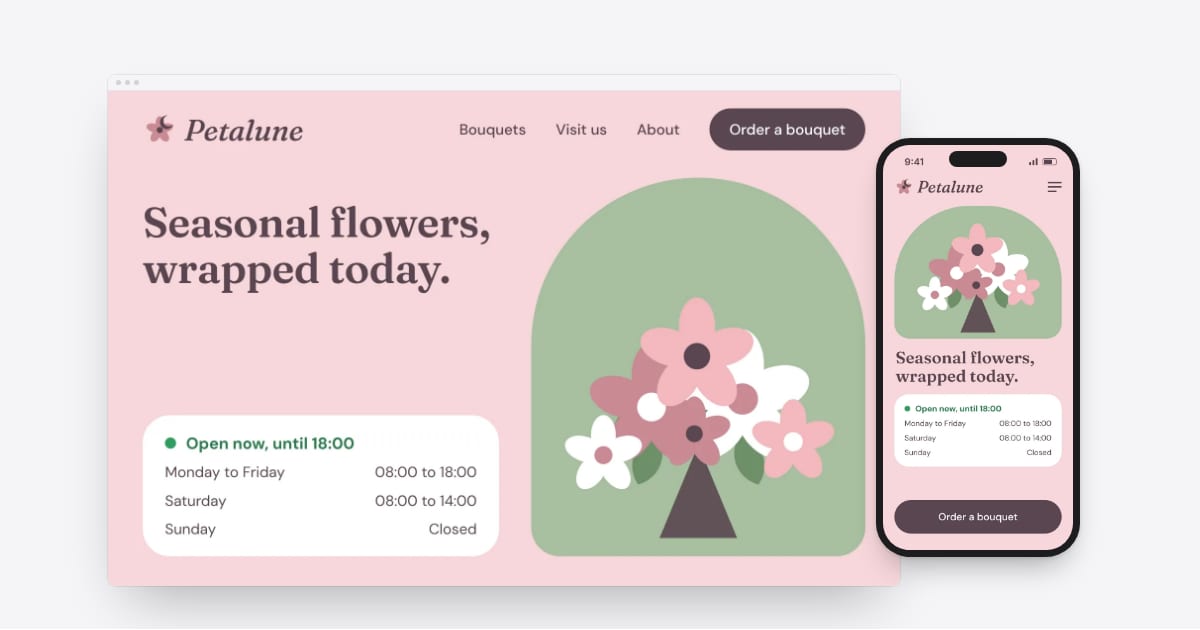 Petalune
Bouquets
Visit us
About
Order a bouquet
Seasonal flowers,
wrapped today.
Open now, until 18:00
Monday to Friday 08:00 to 18:00
Saturday 08:00 to 14:00
Sunday Closed
9:41
Petalune
Seasonal flowers,
wrapped today.
Open now, until 18:00
Monday to Friday 08:00 to 18:00
Saturday 08:00 to 14:00
Sunday Closed
Order a bouquet